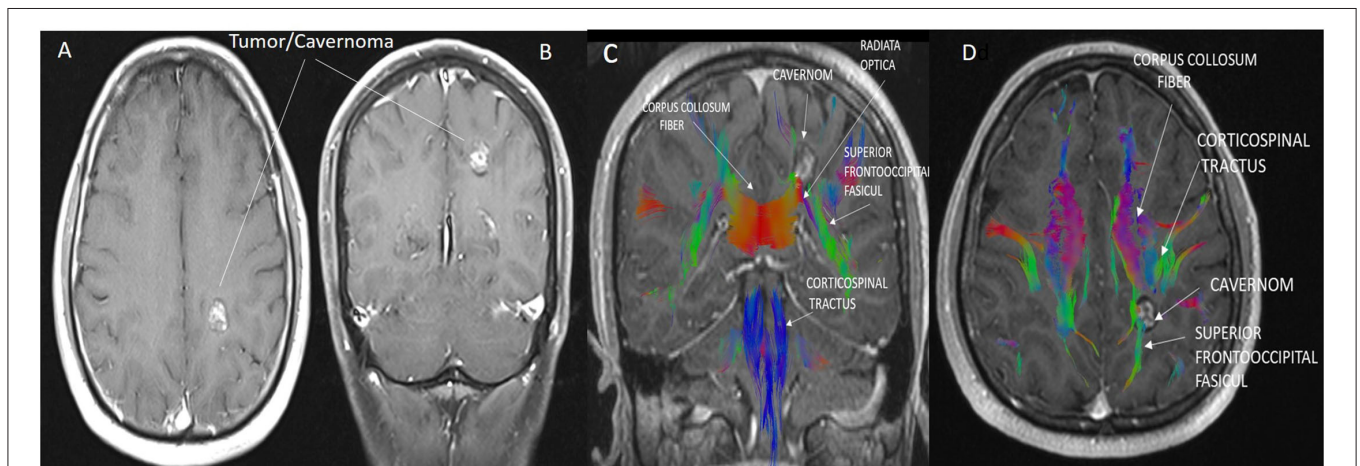 A
Tumor/Cavernoma
B
C
RADIATA
OPTICA
CAVERNOM
CORPUS COLLOSUM
FIBER
SUPERIOR
FRONTOOCCIPITAL
FASICUL
CORTICOSPINAL
TRACTUS
Dd
CORPUS COLLOSUM
FIBER
CORTICOSPINAL
TRACTUS
CAVERNOM
SUPERIOR
FRONTOOCCIPITAL
FASICUL